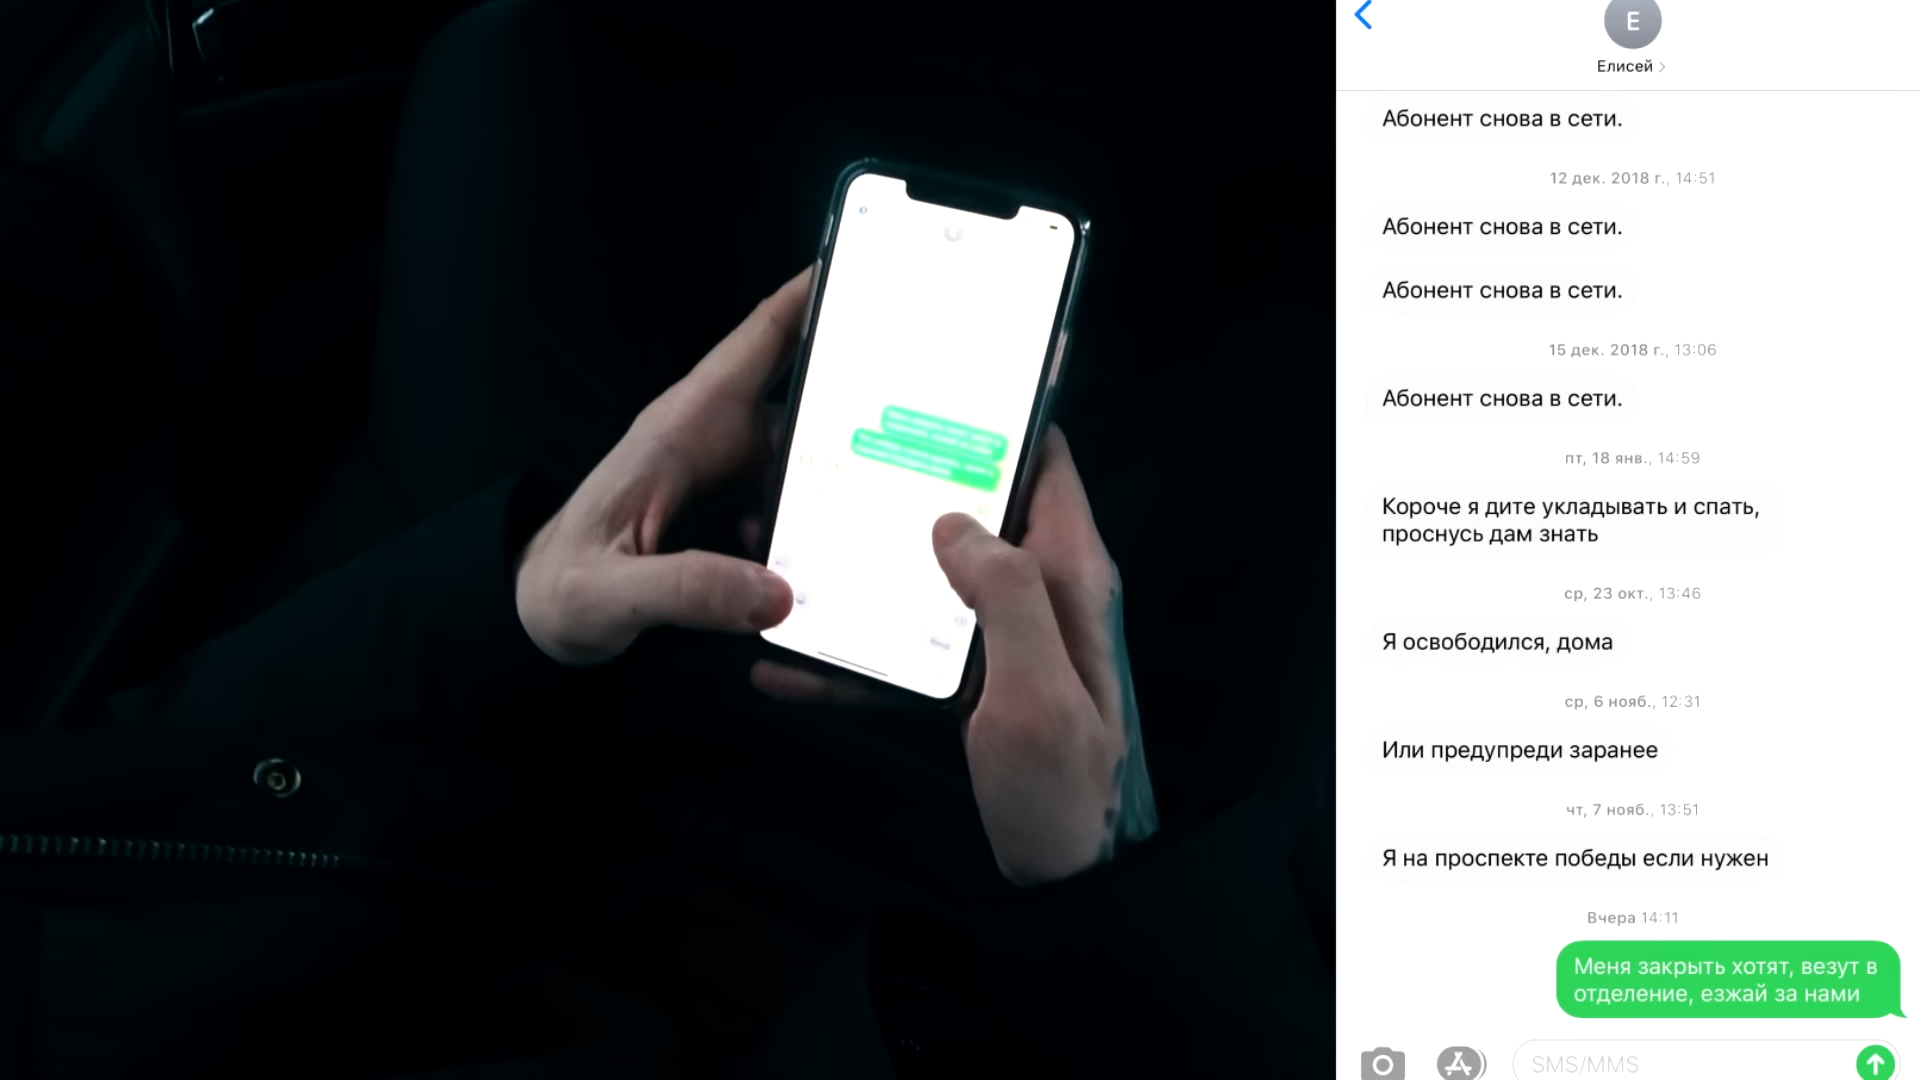 Е
Елисей
Абонент снова в сети.
12 дек. 2018 г., 14:51
Абонент снова в сети.
Абонент снова в сети.
15 дек. 2018 г., 13:06
Абонент снова в сети.
пт, 18 янв., 14:59
Короче я дите укладывать и спать,
проснусь дам знать
ср, 23 окт., 13:46
Я освободился, дома
ср, 6 нояб., 12:31
Или предупреди заранее
чт, 7 нояб., 13:51
Я на проспекте победы если нужен
Вчера 14:11
Меня закрыть хотят, везут в
отделение, езжай за нами
SMS/MMS